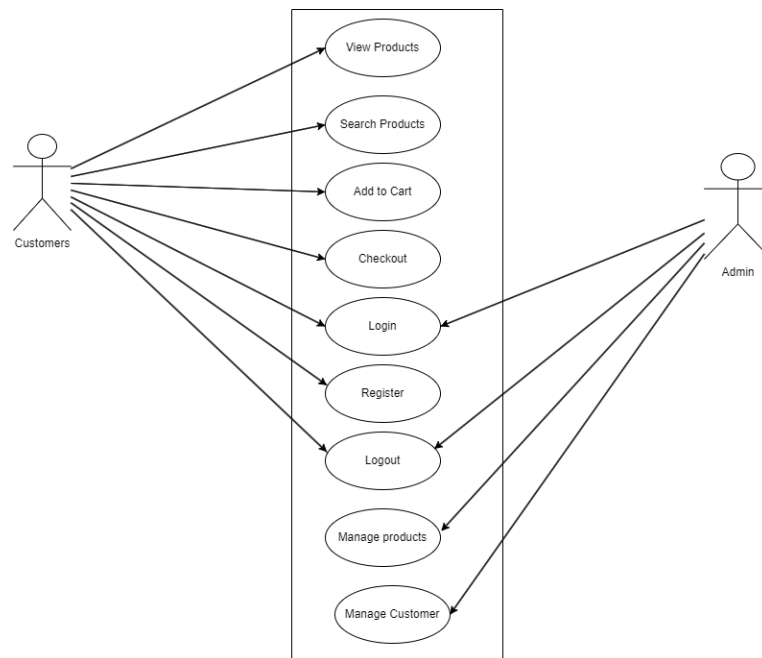 View Products
Search Products
Add to Cart
Customers
Checkout
Admin
Login
Register
Logout
Manage products
Manage Customer